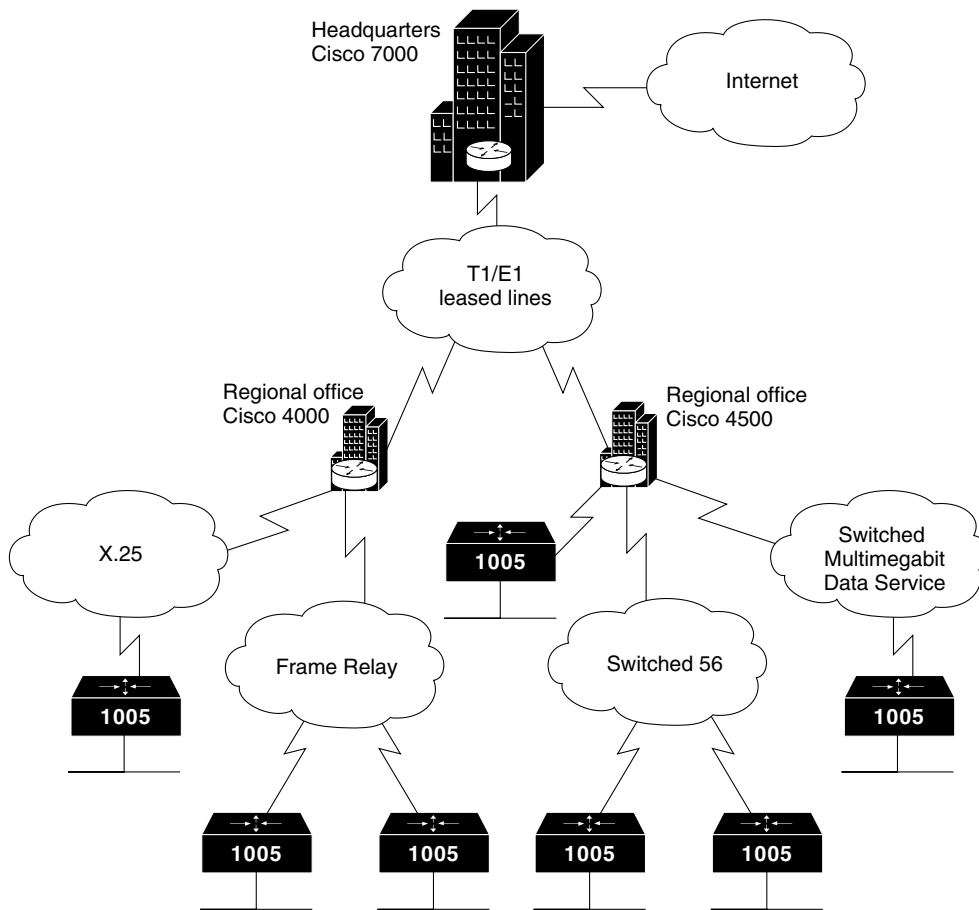 Headquarters
Cisco 7000
Internet
T1/E1
leased lines
Regional office
Cisco 4000
Regional office
Cisco 4500
X.25
1005
Switched
Multimegabit
Data Service
Frame Relay
Switched 56
1005
1005
1005
1005
1005
1005